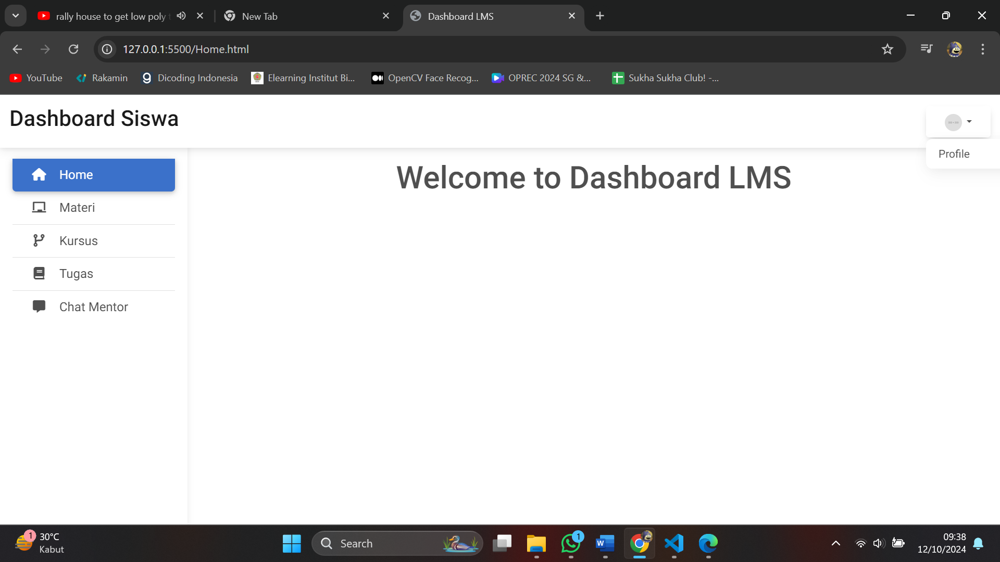 rally house to get low poly
New Tab
Dashboard LMS
127.0.0.1:5500/Home.html
YouTube
Rakamin
Dicoding Indonesia
Elearning Institut Bi...
OpenCV Face Recog...
OPREC 2024 SG &...
Sukha Sukha Club! -...
Dashboard Siswa
Profile
Home
Welcome to Dashboard LMS
Materi
Kursus
Tugas
Chat Mentor
1
30°C
Kabut
Search
1
09:38
12/10/2024